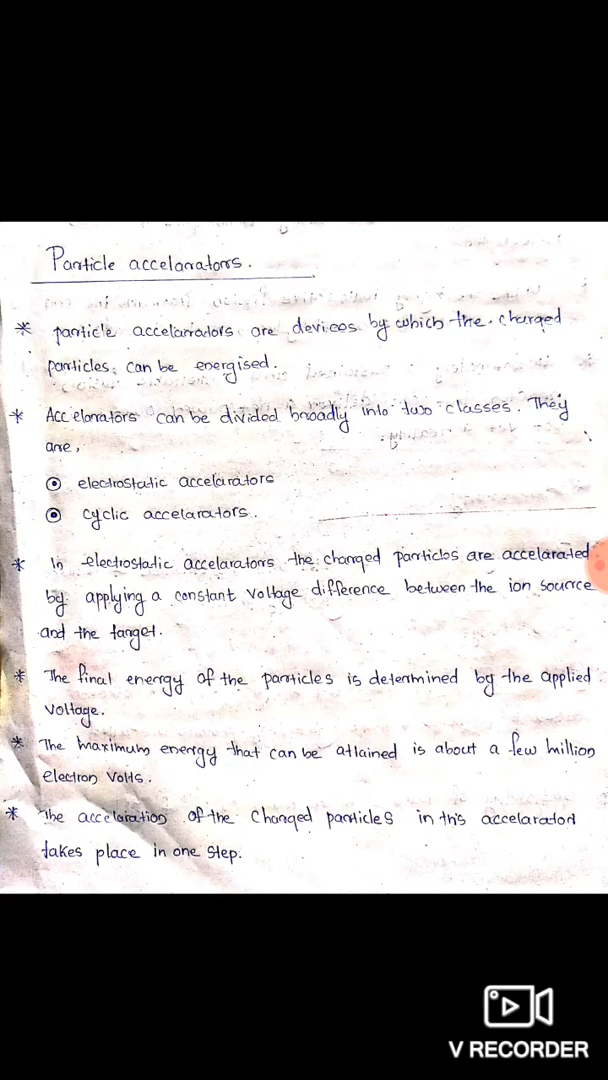 Particle accelarators.
* particle accelarators are devices by which the charged
particles, can be energised.
* Accelarators can be divided broadly into two classes. They
are,
⊙ electrostatic accelarators
⊙ cyclic accelarators.
* In electrostatic accelarators the charged particles are accelarated
by applying a constant voltage difference between the ion source
and the target.
* The final energy of the particles is determined by the applied
voltage.
* The maximum energy that can be attained is about a few million
electron volts.
* The accelaration of the charged particles in this accelarator
takes place in one step.
V RECORDER